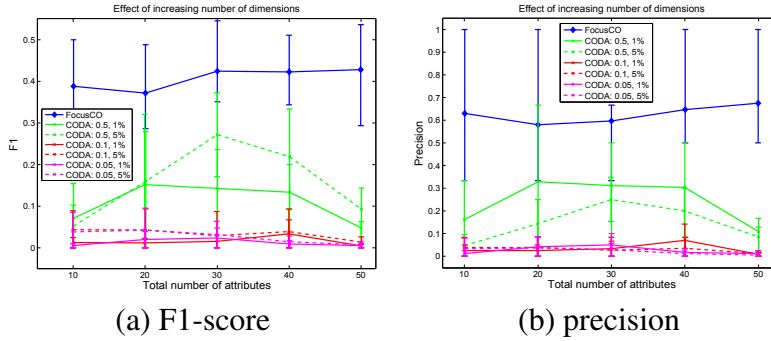 Effect of increasing number of dimensions
0.5
0.4
0.3
0.2
0.1
0
F1
FocusCO
CODA: 0.5, 1%
CODA: 0.5, 5%
CODA: 0.1, 1%
CODA: 0.1, 5%
CODA: 0.05, 1%
CODA: 0.05, 5%
10 20 30 40 50
Total number of attributes
(a) F1-score
Effect of increasing number of dimensions
1
0.9
0.8
0.7
0.6
0.5
0.4
0.3
0.2
0.1
0
Precision
FocusCO
CODA: 0.5, 1%
CODA: 0.5, 5%
CODA: 0.1, 1%
CODA: 0.1, 5%
CODA: 0.05, 1%
CODA: 0.05, 5%
10 20 30 40 50
Total number of attributes
(b) precision